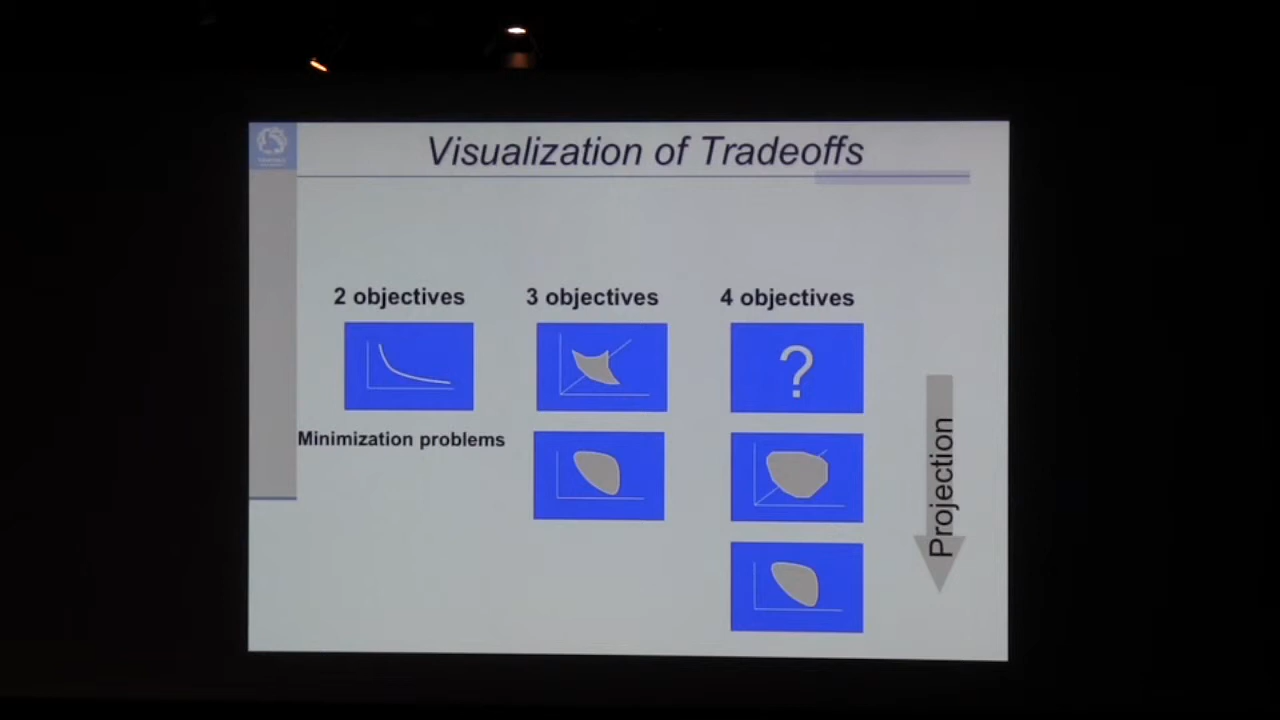 Visualization of Tradeoffs
2 objectives
3 objectives
4 objectives
?
Minimization problems
Projection